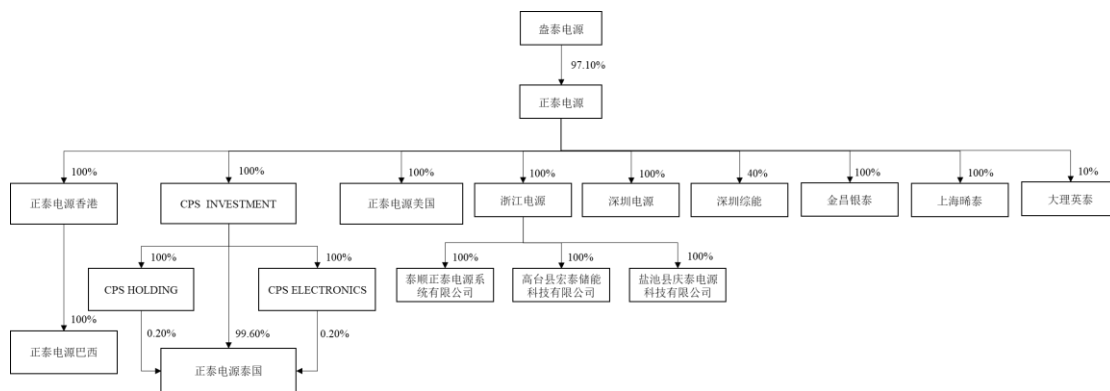 盎泰电源
97.10%
正泰电源
100%
100%
100%
100%
100%
40%
100%
100%
10%
正泰电源香港
CPS INVESTMENT
正泰电源美国
浙江电源
深圳电源
深圳综能
金昌银泰
上海晞泰
大理英泰
100%
100%
100%
100%
100%
CPS HOLDING
CPS ELECTRONICS
泰顺正泰电源系
统有限公司
高台县宏泰储能
科技有限公司
盐池县庆泰电源
科技有限公司
100%
0.20%
99.60%
0.20%
正泰电源巴西
正泰电源泰国